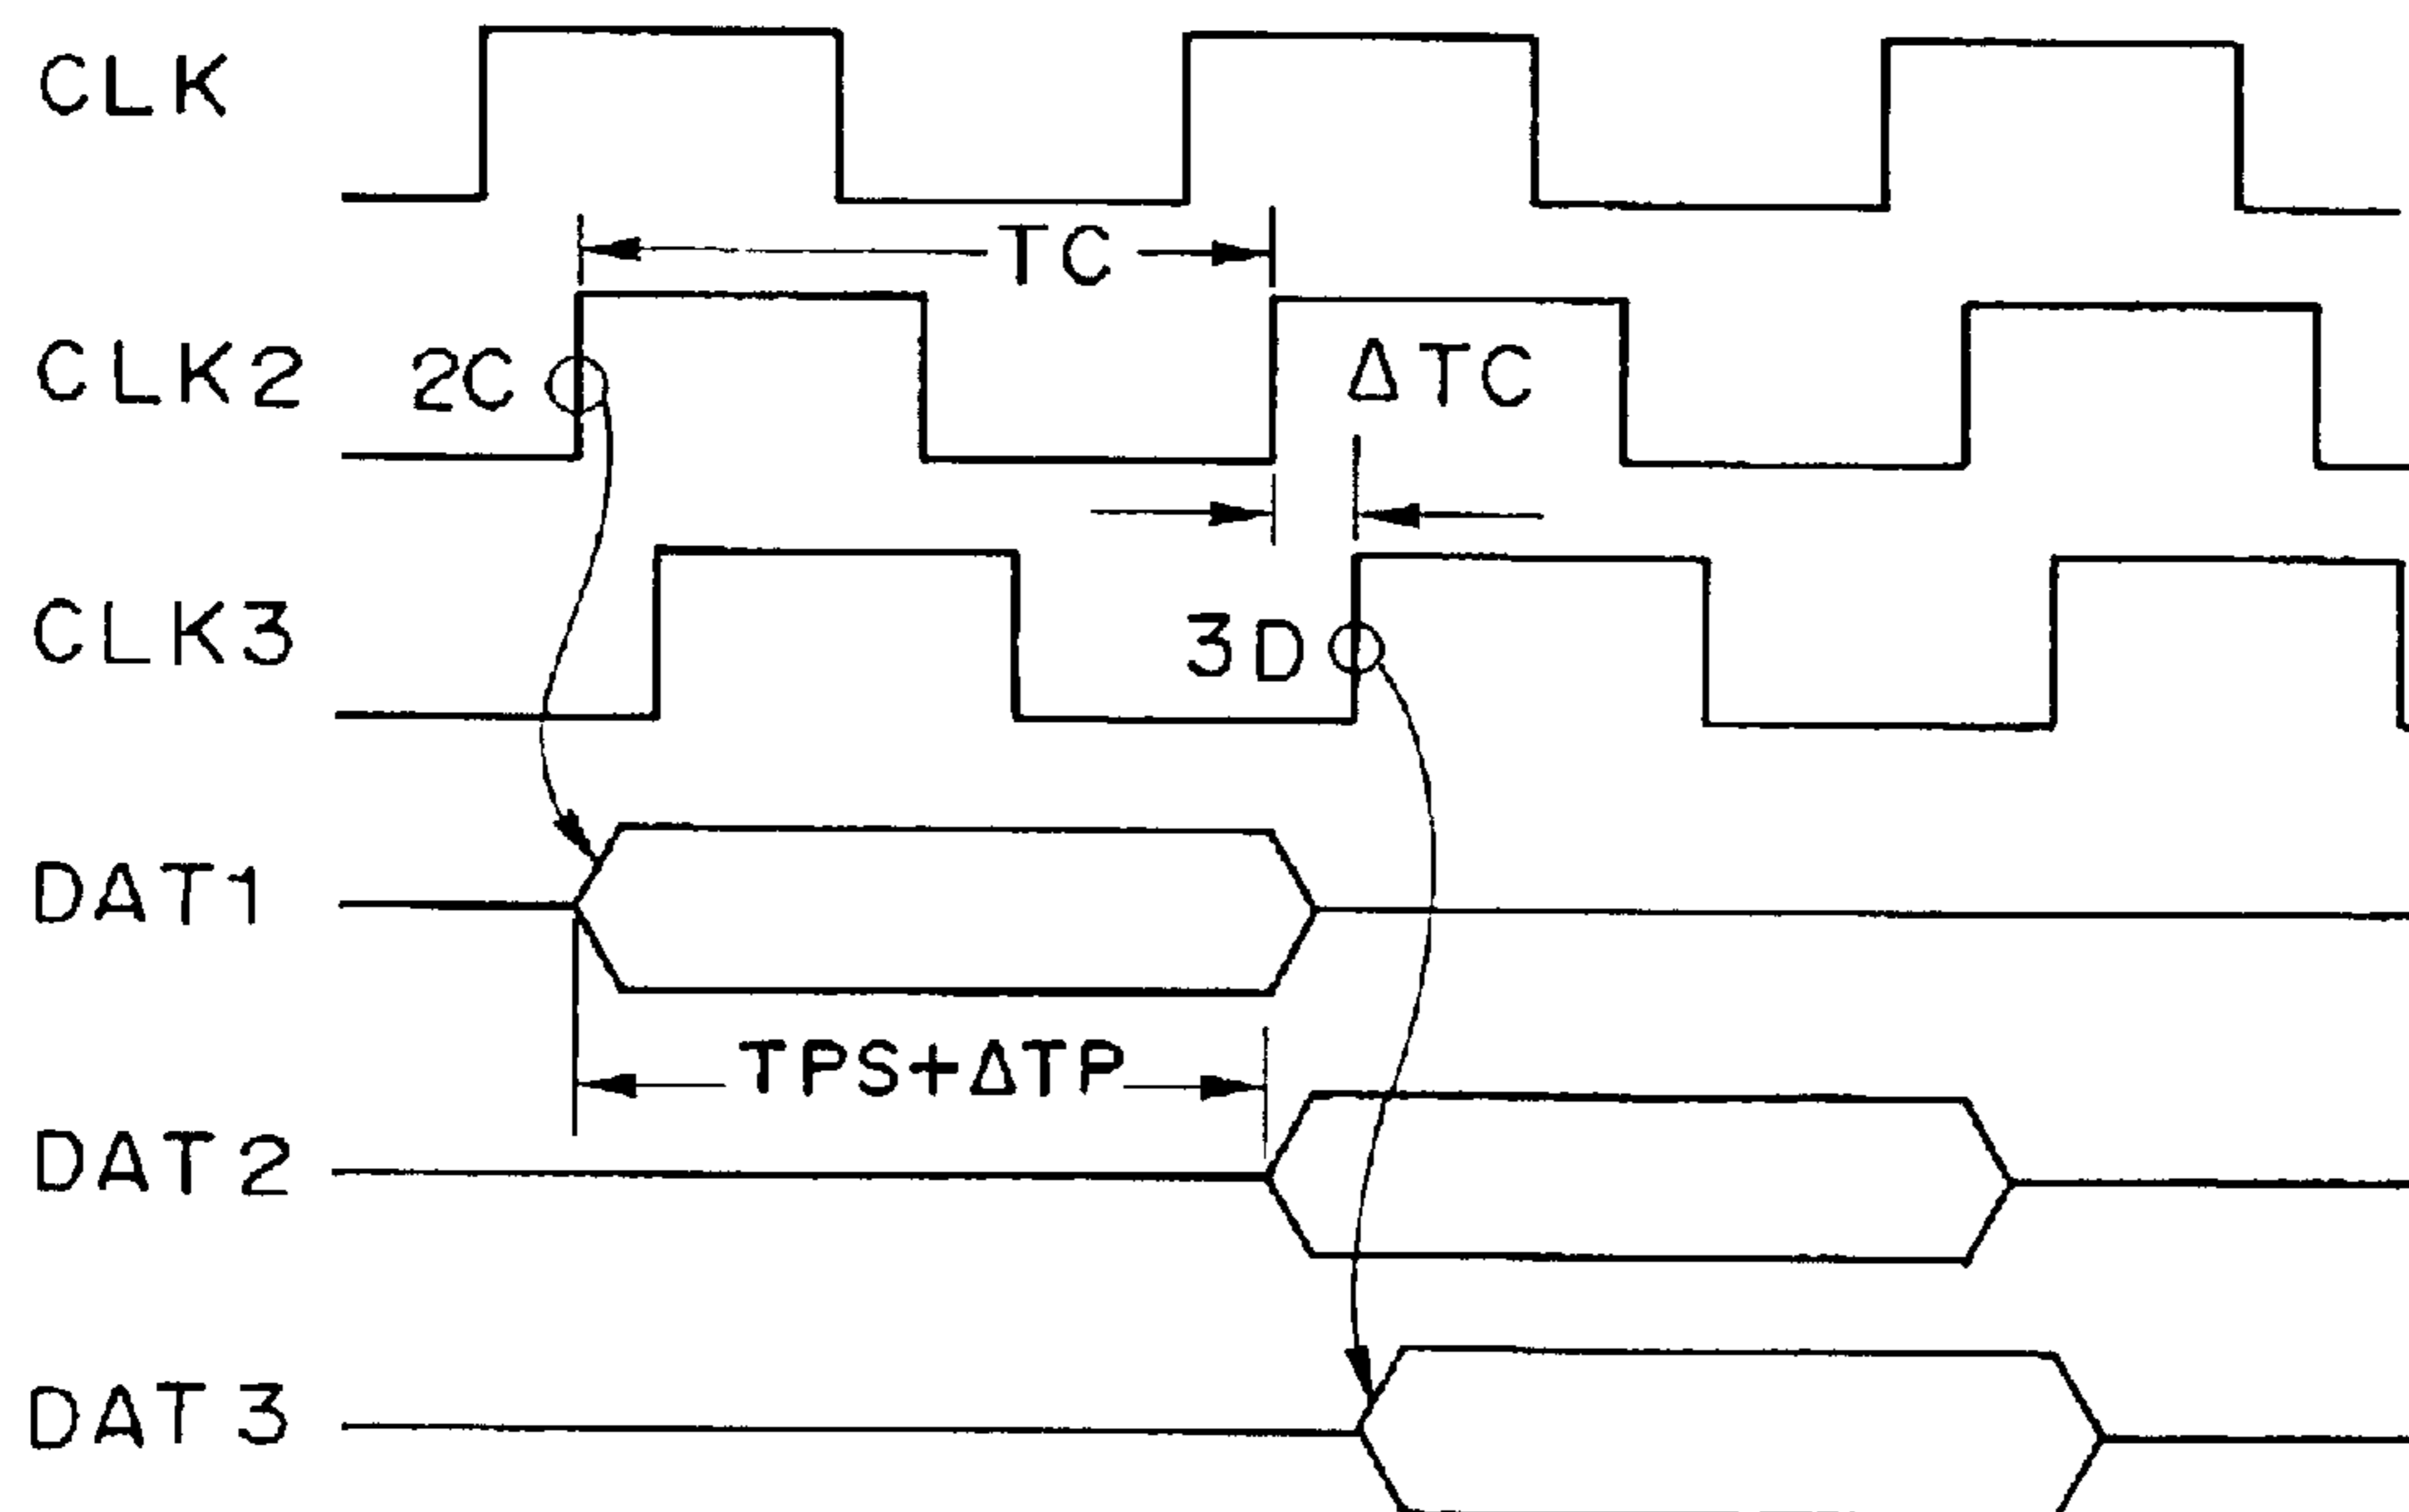 CLK
TC
CLK2 2C ΔTC
CLK3 3D
DAT1
TPS+ΔTP
DAT2
DAT3